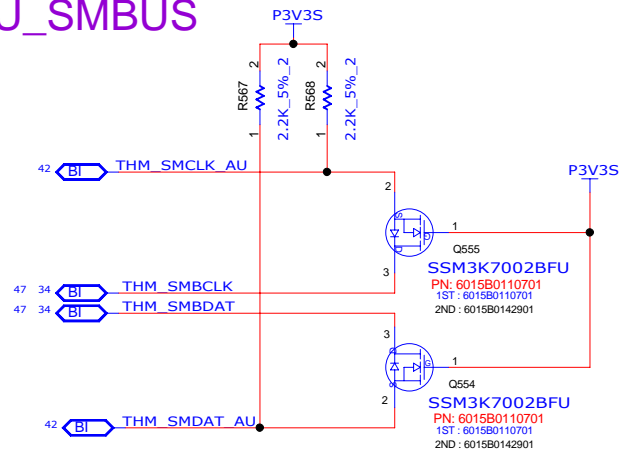 U_SMBUS
P3V3S
R567
2
1
2.2K_5%_2
R568
2
1
2.2K_5%_2
42 BI THM_SMCLK_AU
P3V3S
2
S
G
D
1
3
Q555
SSM3K7002BFU
PN: 6015B0110701
1ST : 6015B0110701
2ND : 6015B0142901
47 34 BI THM_SMBCLK
47 34 BI THM_SMBDAT
3
G
S
1
2
Q554
SSM3K7002BFU
PN: 6015B0110701
1ST : 6015B0110701
2ND : 6015B0142901
42 BI THM_SMDAT_AU